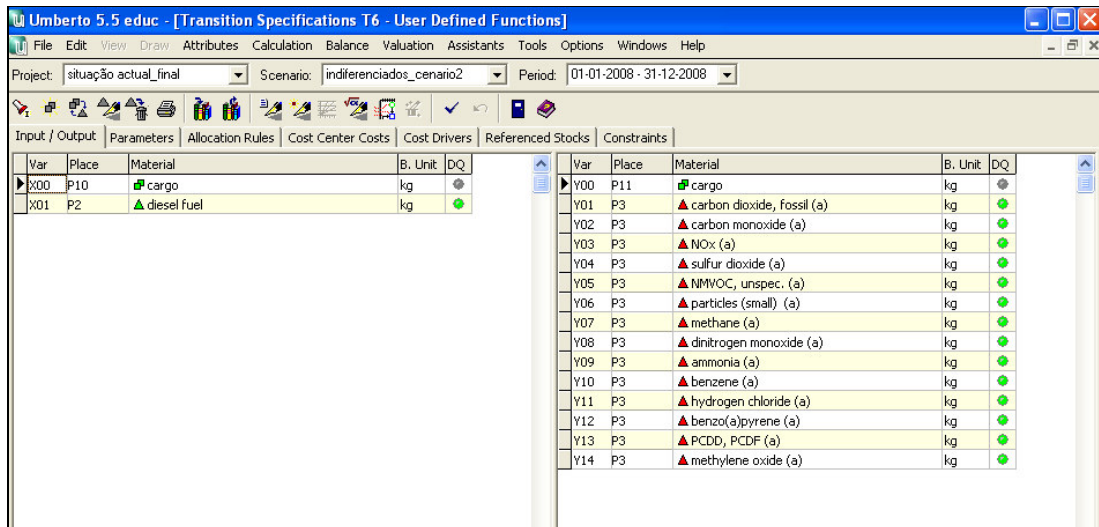 Umberto 5.5 educ - [Transition Specifications T6 - User Defined Functions]
File Edit View Draw Attributes Calculation Balance Valuation Assistants Tools Options Windows Help
Project: situação actual_final Scenario: indiferenciados_cenario2 Period: 01-01-2008 - 31-12-2008
Input / Output Parameters Allocation Rules Cost Center Costs Cost Drivers Referenced Stocks Constraints
Var Place Material B. Unit DQ
X00 P10 cargo kg
X01 P2 diesel fuel kg
Var Place Material B. Unit DQ
Y00 P11 cargo kg
Y01 P3 carbon dioxide, fossil (a) kg
Y02 P3 carbon monoxide (a) kg
Y03 P3 NOx (a) kg
Y04 P3 sulfur dioxide (a) kg
Y05 P3 NMVOC, unspec. (a) kg
Y06 P3 particles (small) (a) kg
Y07 P3 methane (a) kg
Y08 P3 dinitrogen monoxide (a) kg
Y09 P3 ammonia (a) kg
Y10 P3 benzene (a) kg
Y11 P3 hydrogen chloride (a) kg
Y12 P3 benzo(a)pyrene (a) kg
Y13 P3 PCDD, PCDF (a) kg
Y14 P3 methylene oxide (a) kg